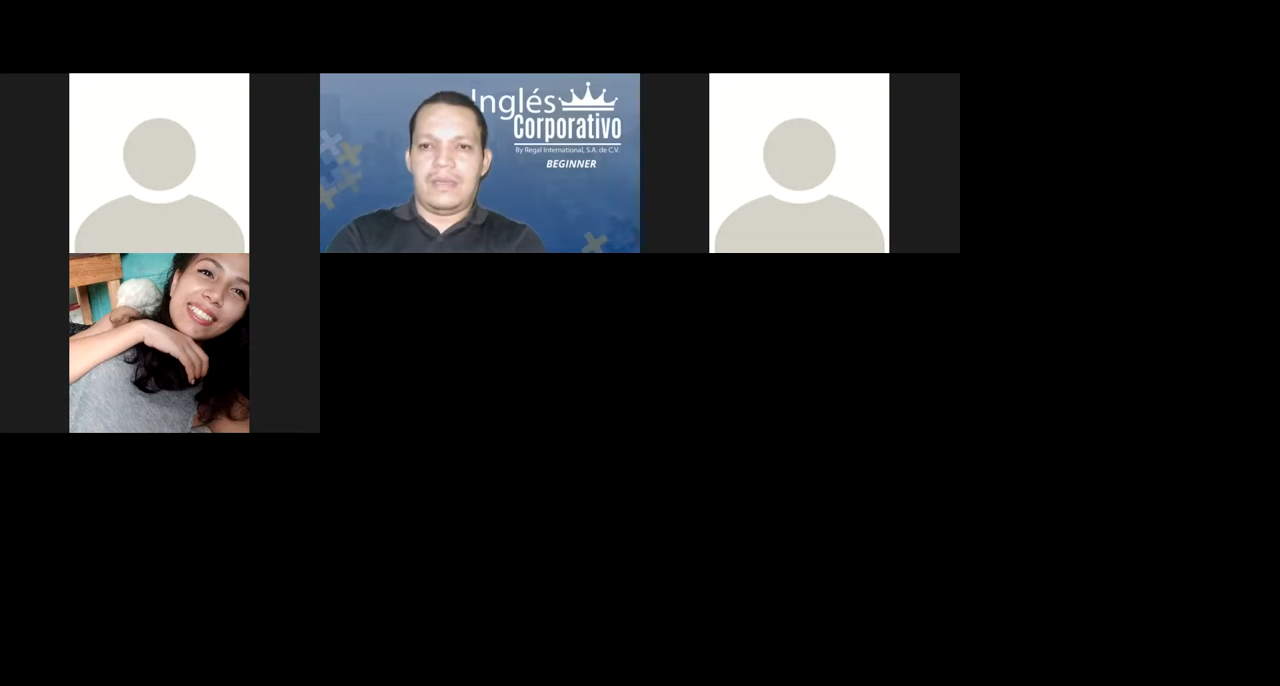 Inglés
Corporativo
By Regal International, S.A. de C.V.
BEGINNER